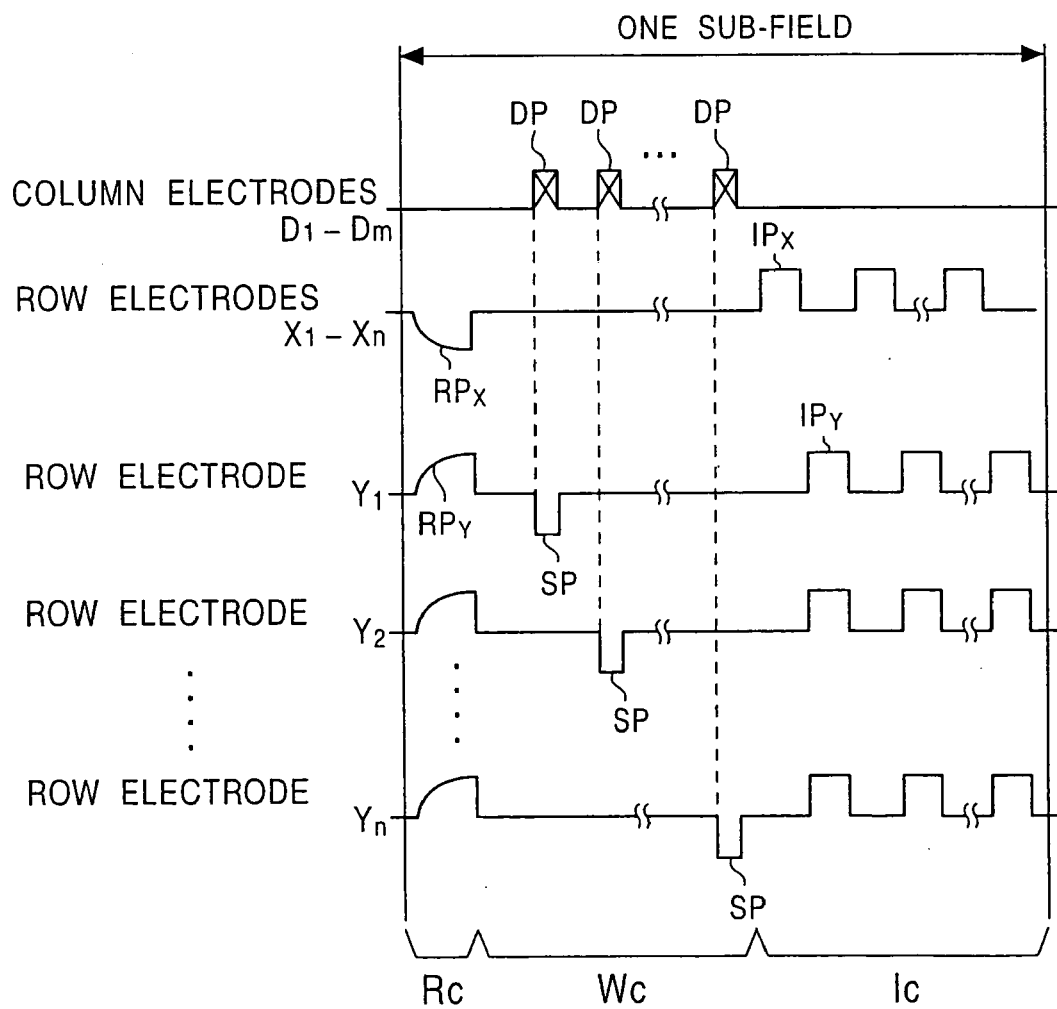 ONE SUB-FIELD
DP DP DP
...
COLUMN ELECTRODES
D1 – Dm
IPX
ROW ELECTRODES
X1 – Xn
RPX
IPY
ROW ELECTRODE
Y1
RPY
SP
ROW ELECTRODE
Y2
SP
ROW ELECTRODE
Yn
SP
Rc Wc Ic